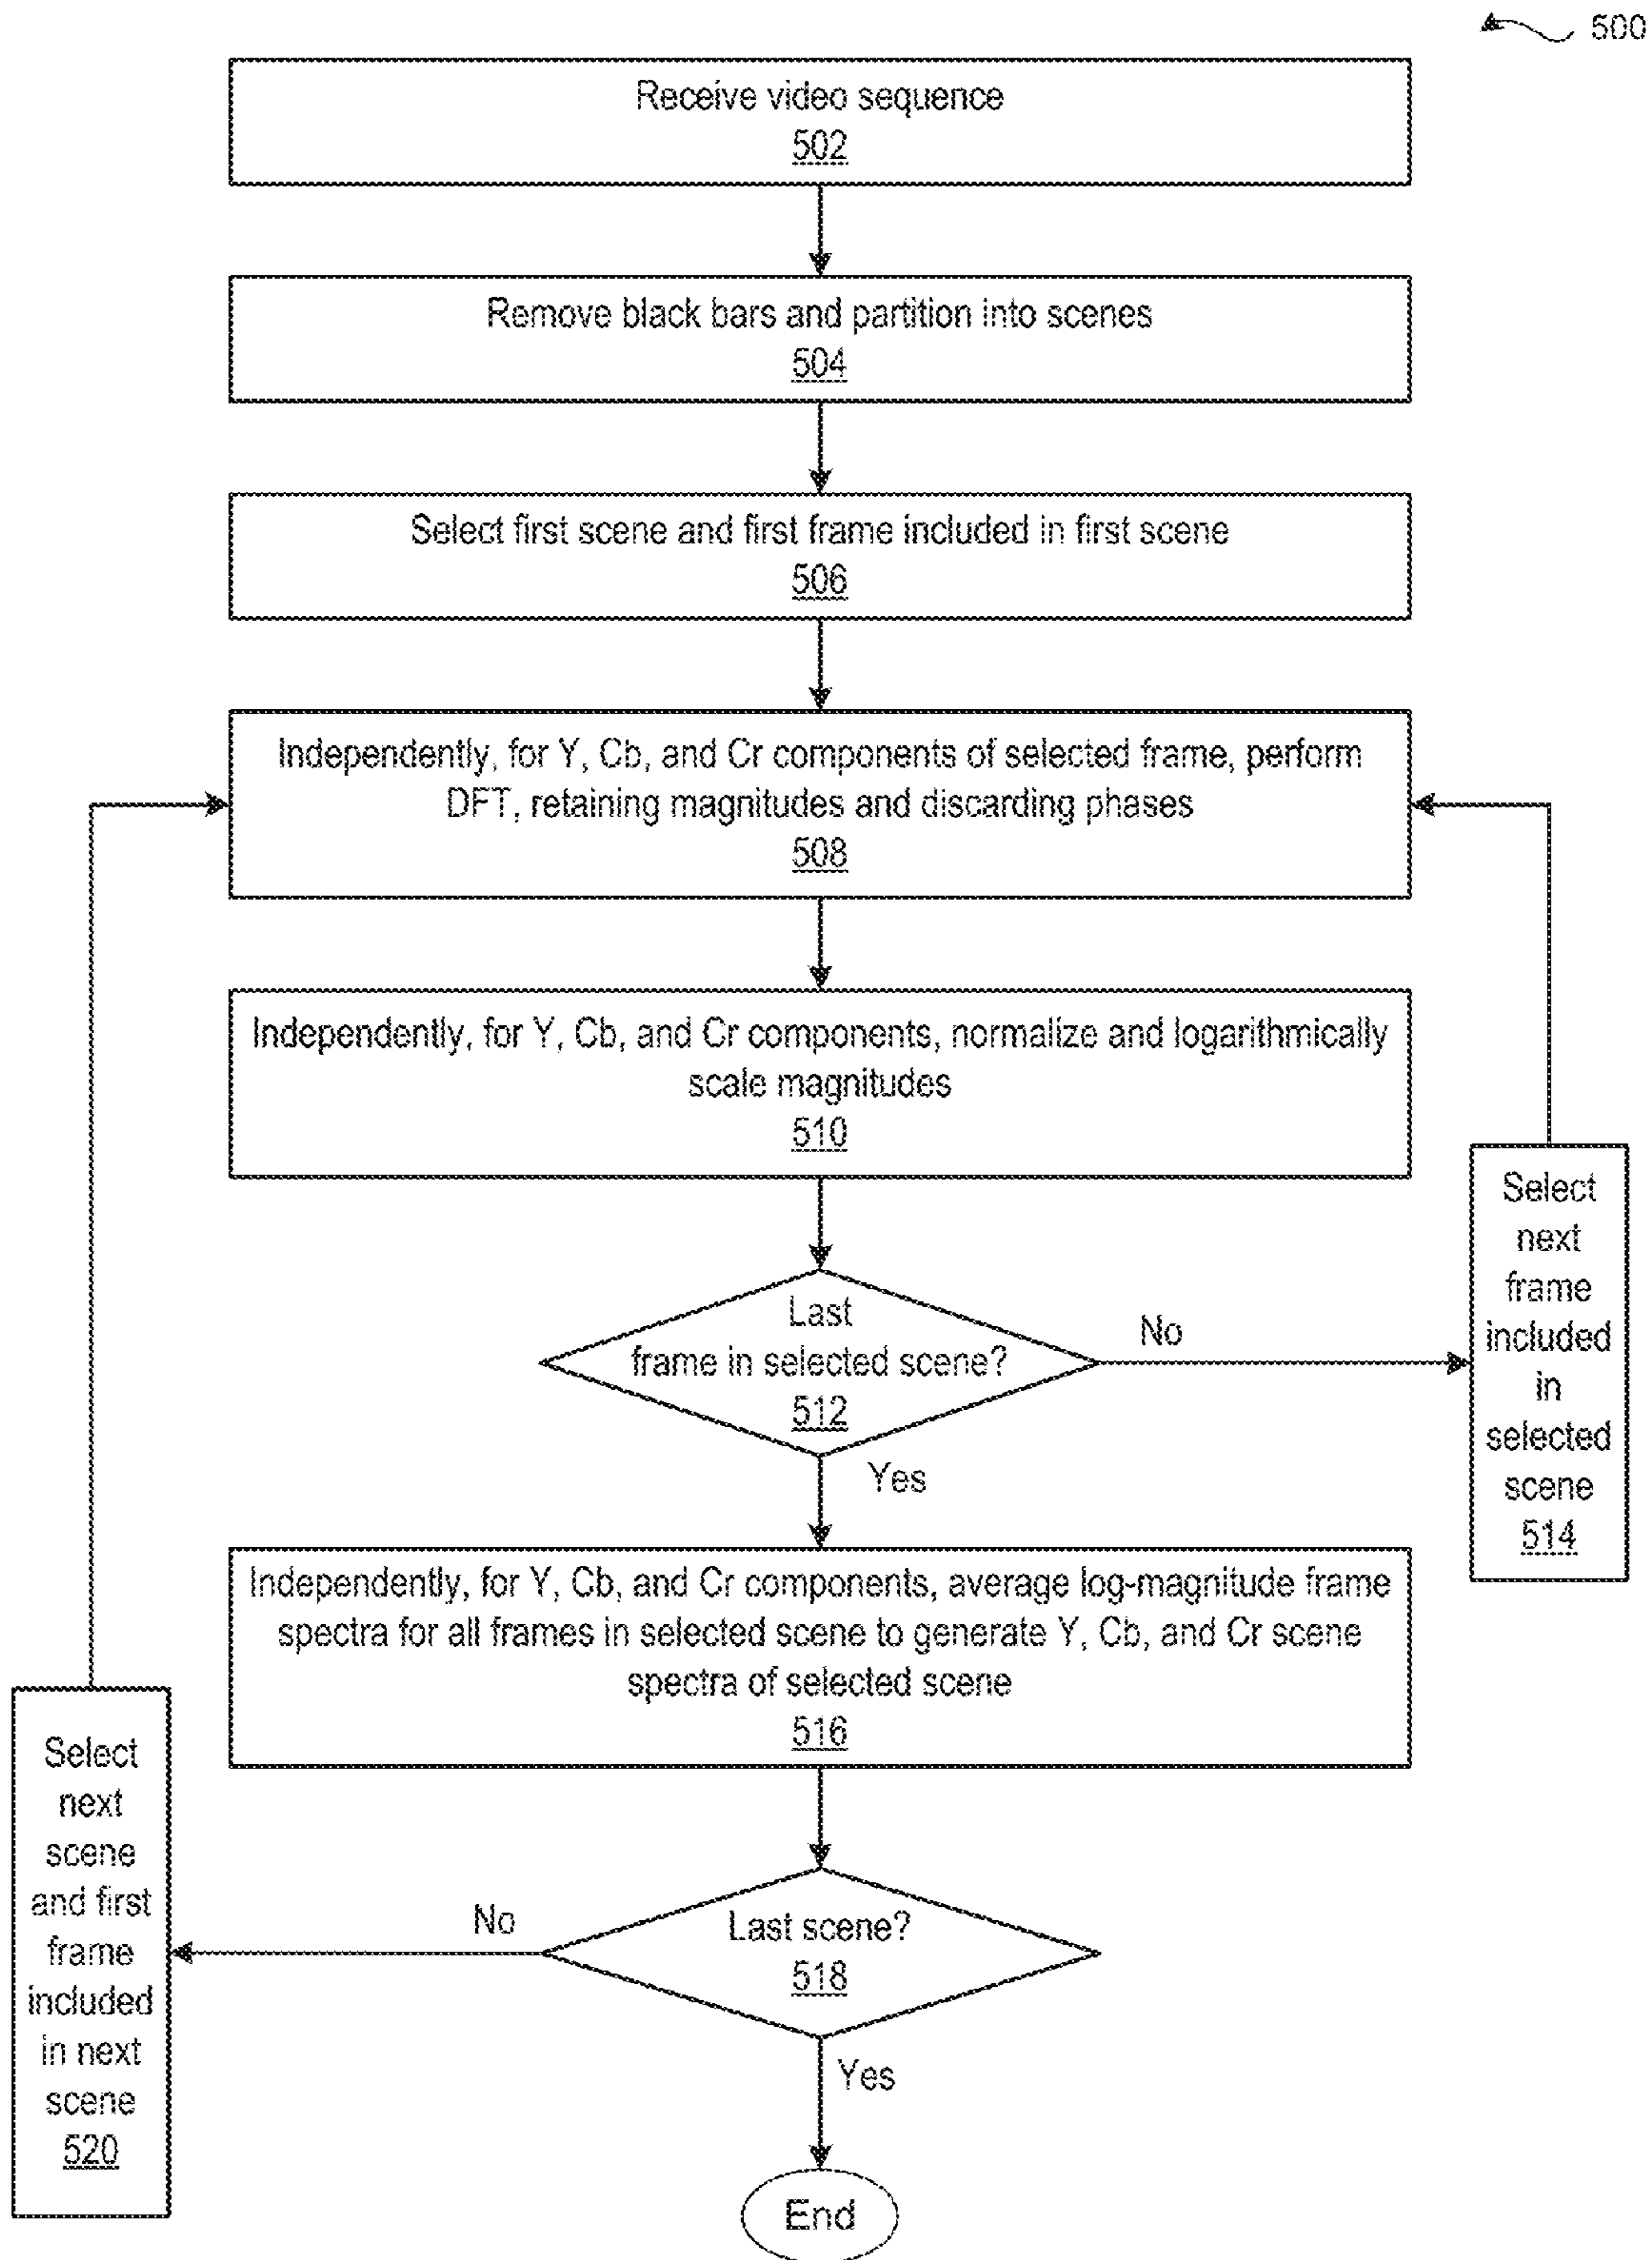 500
Receive video sequence
502
Remove black bars and partition into scenes
504
Select first scene and first frame included in first scene
506
Independently, for Y, Cb, and Cr components of selected frame, perform
DFT, retaining magnitudes and discarding phases
508
Independently, for Y, Cb, and Cr components, normalize and logarithmically
scale magnitudes
510
Last
frame in selected scene?
512
No
Yes
Select
next
frame
included
in
selected
scene
514
Independently, for Y, Cb, and Cr components, average log-magnitude frame
spectra for all frames in selected scene to generate Y, Cb, and Cr scene
spectra of selected scene
516
Last scene?
518
No
Yes
Select
next
scene
and first
frame
included
in next
scene
520
End